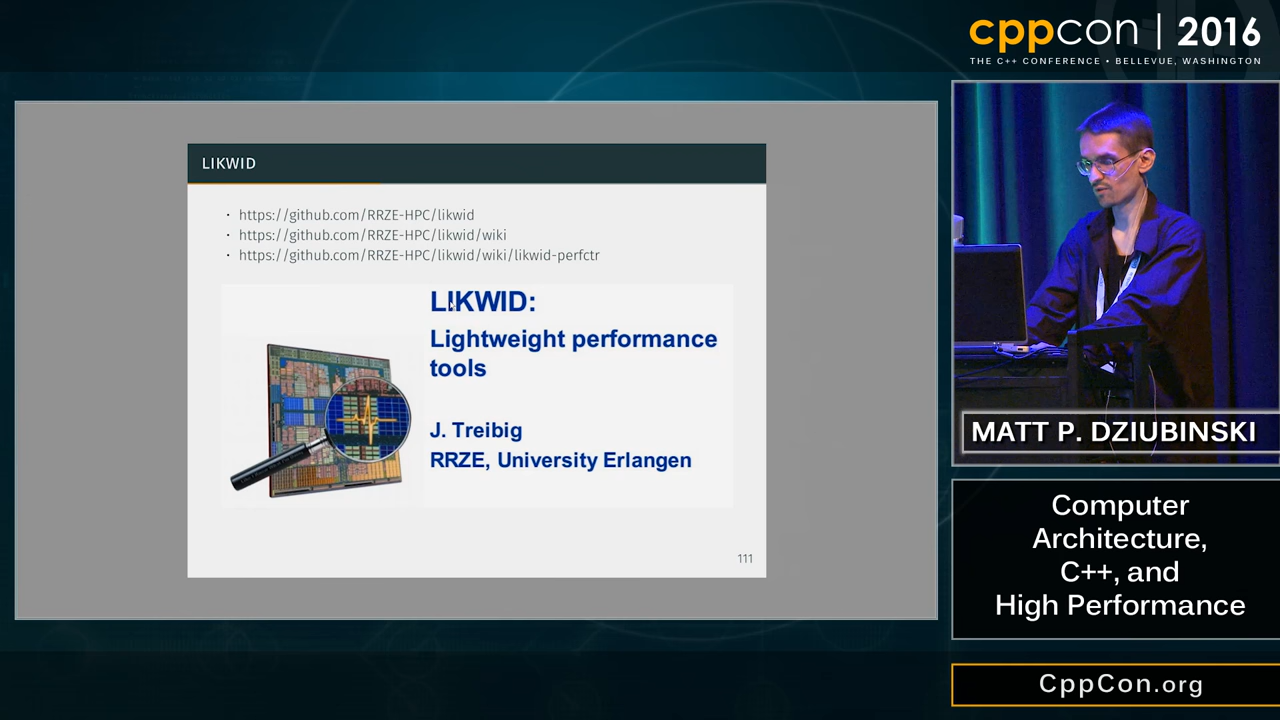 cppcon | 2016
THE C++ CONFERENCE • BELLEVUE, WASHINGTON
LIKWID
• https://github.com/RRZE-HPC/likwid
• https://github.com/RRZE-HPC/likwid/wiki
• https://github.com/RRZE-HPC/likwid/wiki/likwid-perfctr
LIKWID:
Lightweight performance
tools
J. Treibig
RRZE, University Erlangen
111
MATT P. DZIUBINSKI
Computer
Architecture,
C++, and
High Performance
CppCon.org